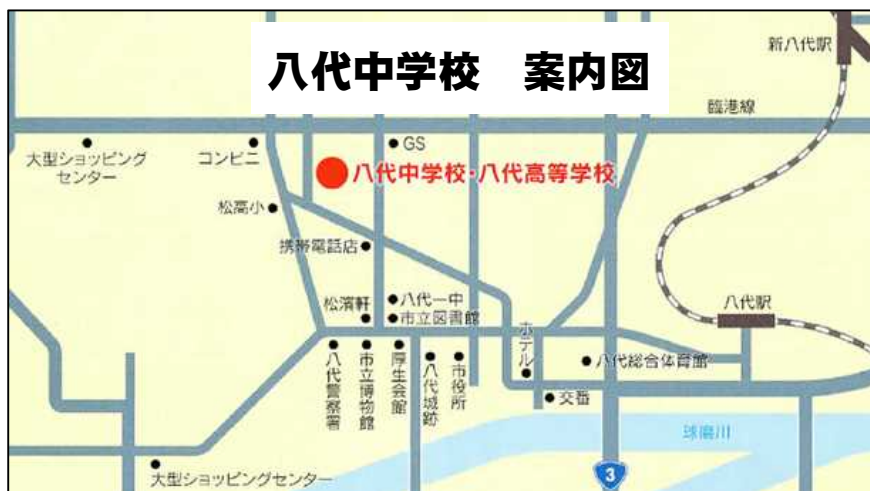 八代中学校　案内図
新八代駅
臨港線
GS
大型ショッピング
センター
コンビニ
八代中学校・八代高等学校
松高小
携帯電話店
八代一中
松濱軒
市立図書館
八代駅
ホテル
八代総合体育館
八代警察署
市立博物館
厚生会館
八代城跡
市役所
交番
球磨川
大型ショッピングセンター
3